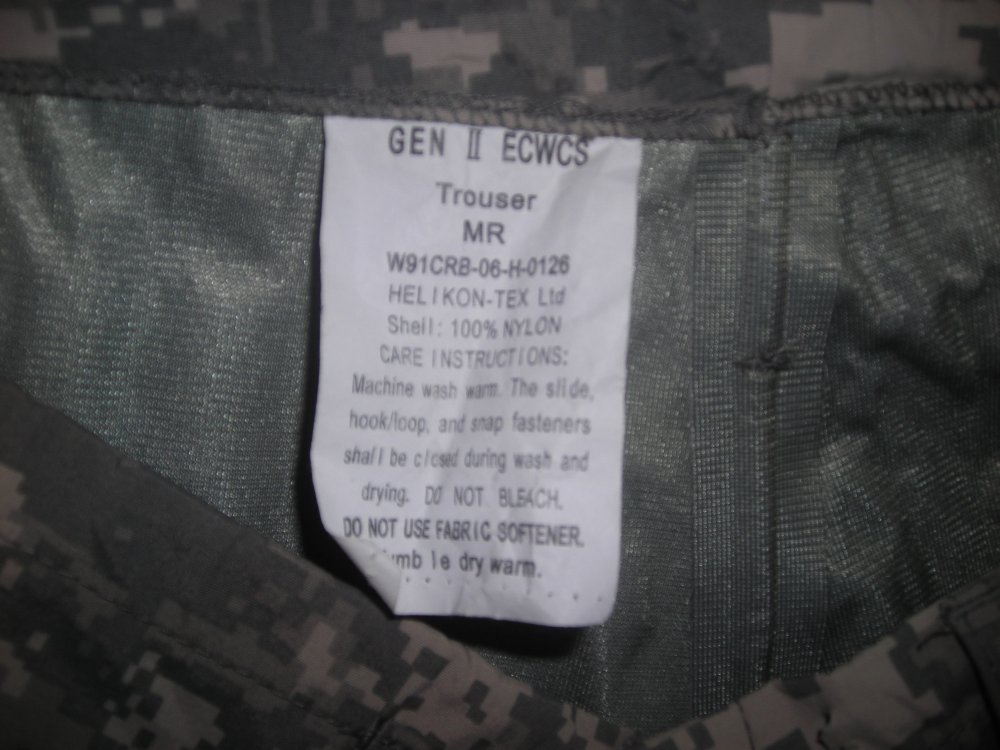 GEN II ECWCS
Trouser
MR
W91CRB-06-H-0126
HELIKON-TEX Ltd
Shell: 100% NYLON
CARE INSTRUCTIONS:
Machine wash warm. The slide,
hook/loop, and snap fasteners
shall be closed during wash and
drying. DO NOT BLEACH.
DO NOT USE FABRIC SOFTENER.
dry warm.